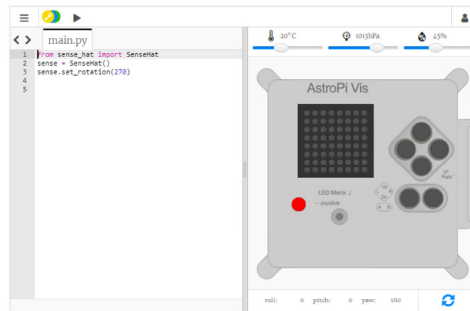 20°C 1013hPa 45%
main.py
1 from sense_hat import SenseHat
2 sense = SenseHat()
3 sense.set_rotation(270)
4
5
AstroPi Vis
LED Matrix
Joystick
roll: 0 pitch: 0 yaw: 180